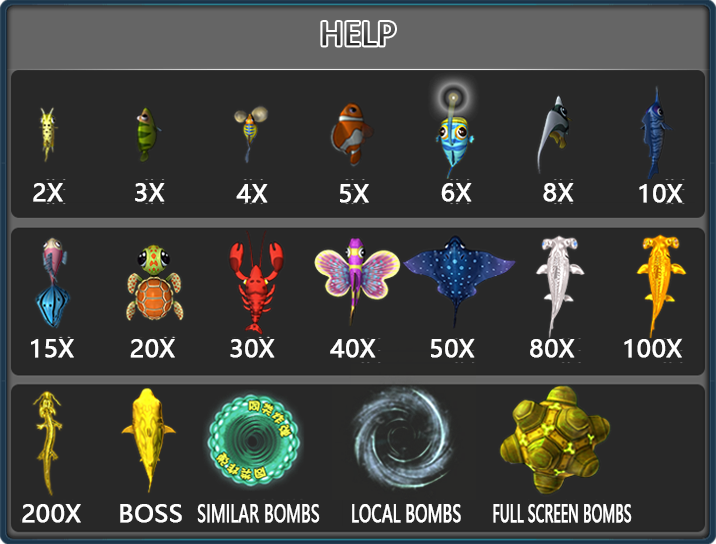 HELP
2X 3X 4X 5X 6X 8X 10X
15X 20X 30X 40X 50X 80X 100X
200X BOSS SIMILAR BOMBS LOCAL BOMBS FULL SCREEN BOMBS